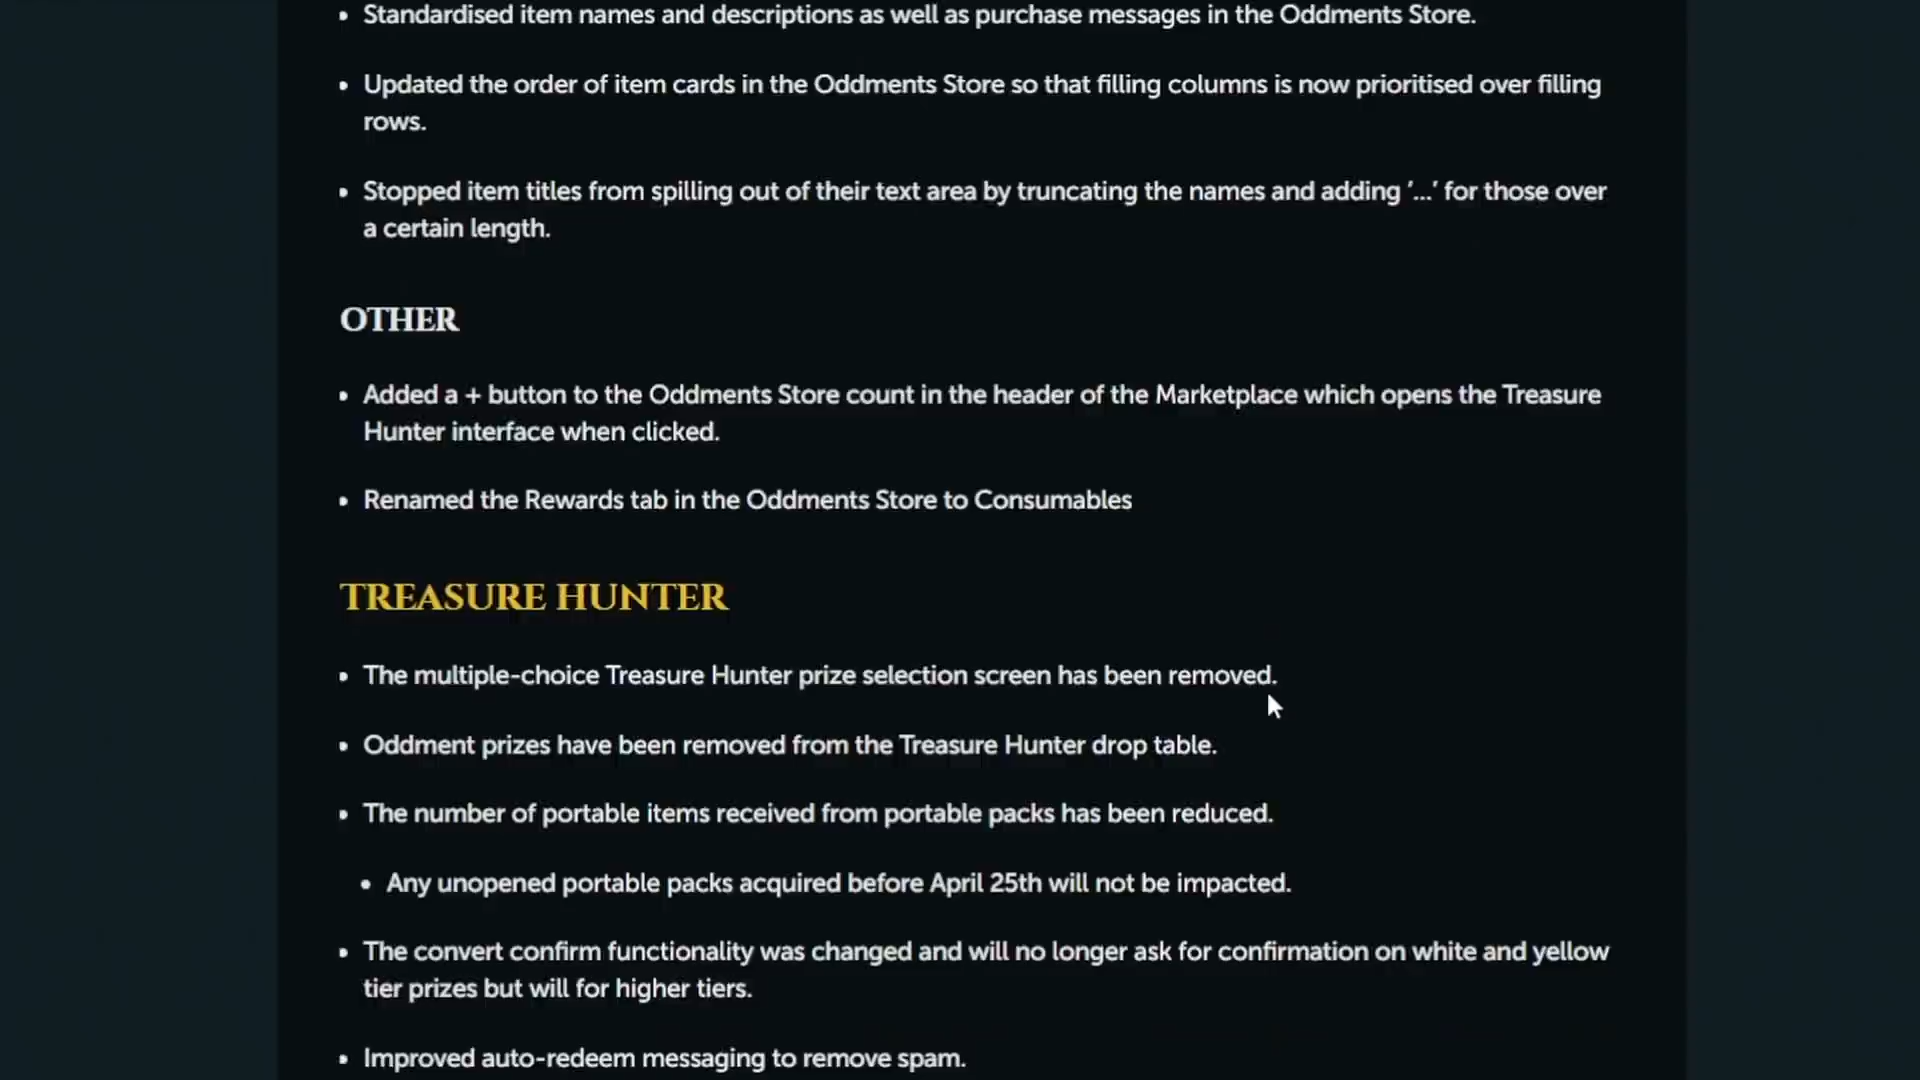 • Standardised item names and descriptions as well as purchase messages in the Oddments Store.
• Updated the order of item cards in the Oddments Store so that filling columns is now prioritised over filling
rows.
• Stopped item titles from spilling out of their text area by truncating the names and adding ‘...’ for those over
a certain length.
OTHER
• Added a + button to the Oddments Store count in the header of the Marketplace which opens the Treasure
Hunter interface when clicked.
• Renamed the Rewards tab in the Oddments Store to Consumables
TREASURE HUNTER
• The multiple-choice Treasure Hunter prize selection screen has been removed.
• Oddment prizes have been removed from the Treasure Hunter drop table.
• The number of portable items received from portable packs has been reduced.
• Any unopened portable packs acquired before April 25th will not be impacted.
• The convert confirm functionality was changed and will no longer ask for confirmation on white and yellow
tier prizes but will for higher tiers.
• Improved auto-redeem messaging to remove spam.